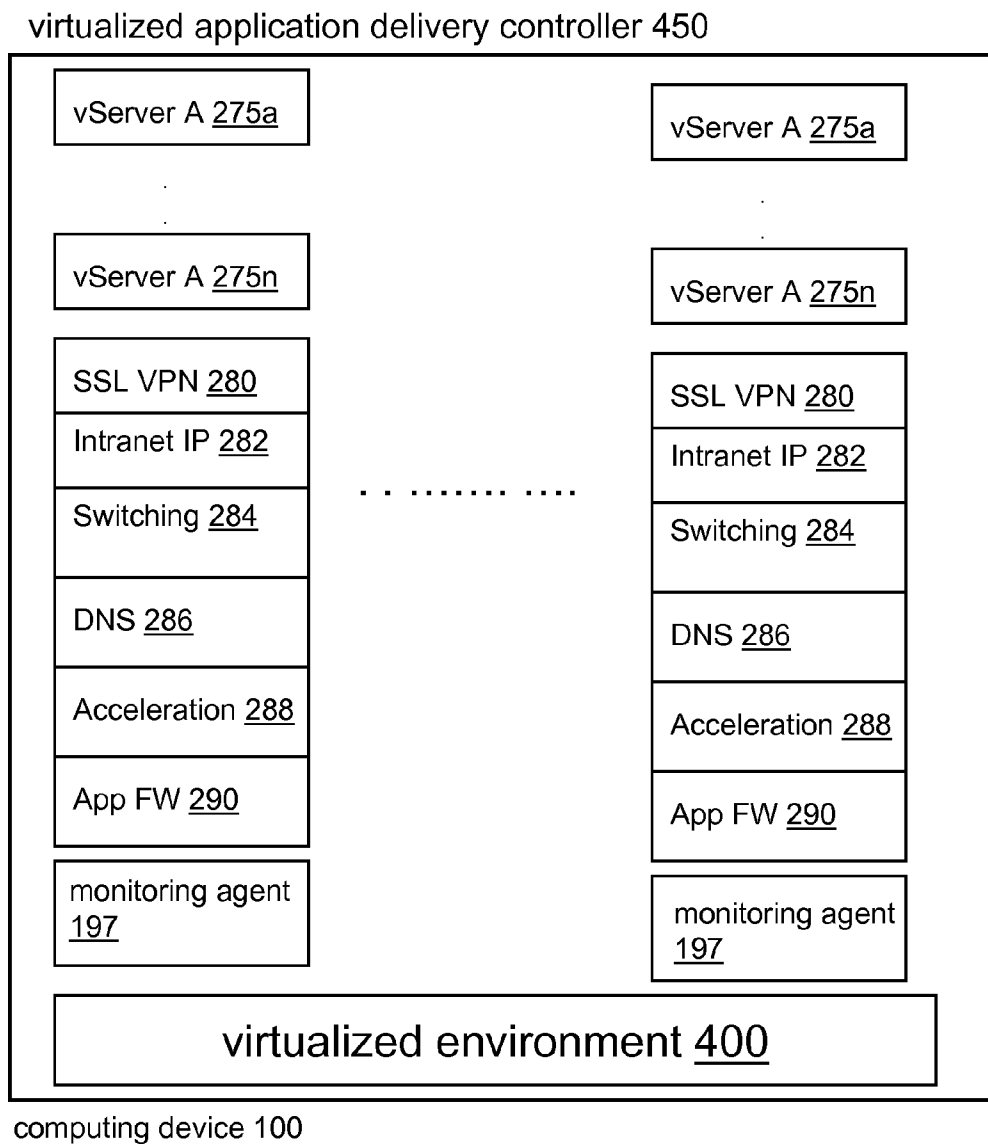 virtualized application delivery controller 450
vServer A 275a
.
.
vServer A 275n
SSL VPN 280
Intranet IP 282
Switching 284
DNS 286
Acceleration 288
App FW 290
monitoring agent
197
. . ....... ....
vServer A 275a
.
.
vServer A 275n
SSL VPN 280
Intranet IP 282
Switching 284
DNS 286
Acceleration 288
App FW 290
monitoring agent
197
virtualized environment 400
computing device 100